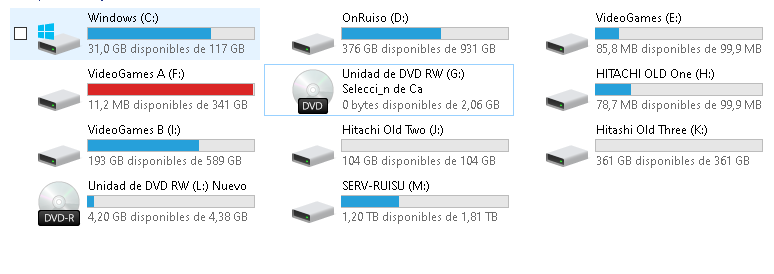 Windows (C:)
31,0 GB disponibles de 117 GB
OnRuiso (D:)
376 GB disponibles de 931 GB
VideoGames (E:)
85,8 MB disponibles de 99,9 MB
VideoGames A (F:)
11,2 MB disponibles de 341 GB
Unidad de DVD RW (G:)
Selecci_n de Ca
0 bytes disponibles de 2,06 GB
DVD
HITACHI OLD One (H:)
78,7 MB disponibles de 99,9 MB
VideoGames B (I:)
193 GB disponibles de 589 GB
Hitachi Old Two (J:)
104 GB disponibles de 104 GB
Hitashi Old Three (K:)
361 GB disponibles de 361 GB
Unidad de DVD RW (L:) Nuevo
4,20 GB disponibles de 4,38 GB
DVD-R
SERV-RUISU (M:)
1,20 TB disponibles de 1,81 TB